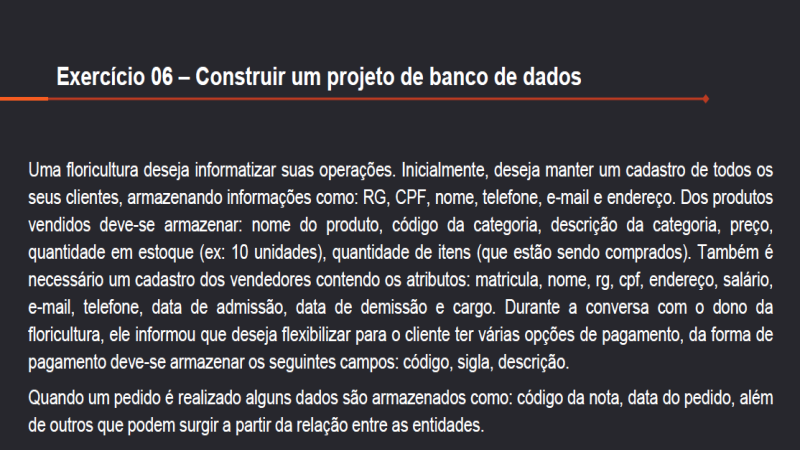 Exercício 06 – Construir um projeto de banco de dados
Uma floricultura deseja informatizar suas operações. Inicialmente, deseja manter um cadastro de todos os
seus clientes, armazenando informações como: RG, CPF, nome, telefone, e-mail e endereço. Dos produtos
vendidos deve-se armazenar: nome do produto, código da categoria, descrição da categoria, preço,
quantidade em estoque (ex: 10 unidades), quantidade de itens (que estão sendo comprados). Também é
necessário um cadastro dos vendedores contendo os atributos: matricula, nome, rg, cpf, endereço, salário,
e-mail, telefone, data de admissão, data de demissão e cargo. Durante a conversa com o dono da
floricultura, ele informou que deseja flexibilizar para o cliente ter várias opções de pagamento, da forma de
pagamento deve-se armazenar os seguintes campos: código, sigla, descrição.
Quando um pedido é realizado alguns dados são armazenados como: código da nota, data do pedido, além
de outros que podem surgir a partir da relação entre as entidades.